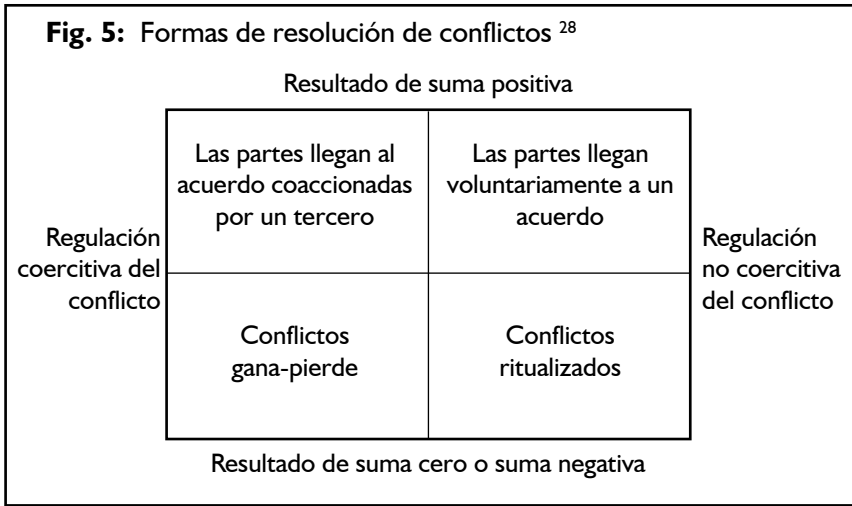 Fig. 5: Formas de resolución de conflictos 28
Resultado de suma positiva
Las partes llegan al
acuerdo coaccionadas
por un tercero
Las partes llegan
voluntariamente a un
acuerdo
Regulación
coercitiva del
conflicto
Regulación
no coercitiva
del conflicto
Conflictos
gana-pierde
Conflictos
ritualizados
Resultado de suma cero o suma negativa